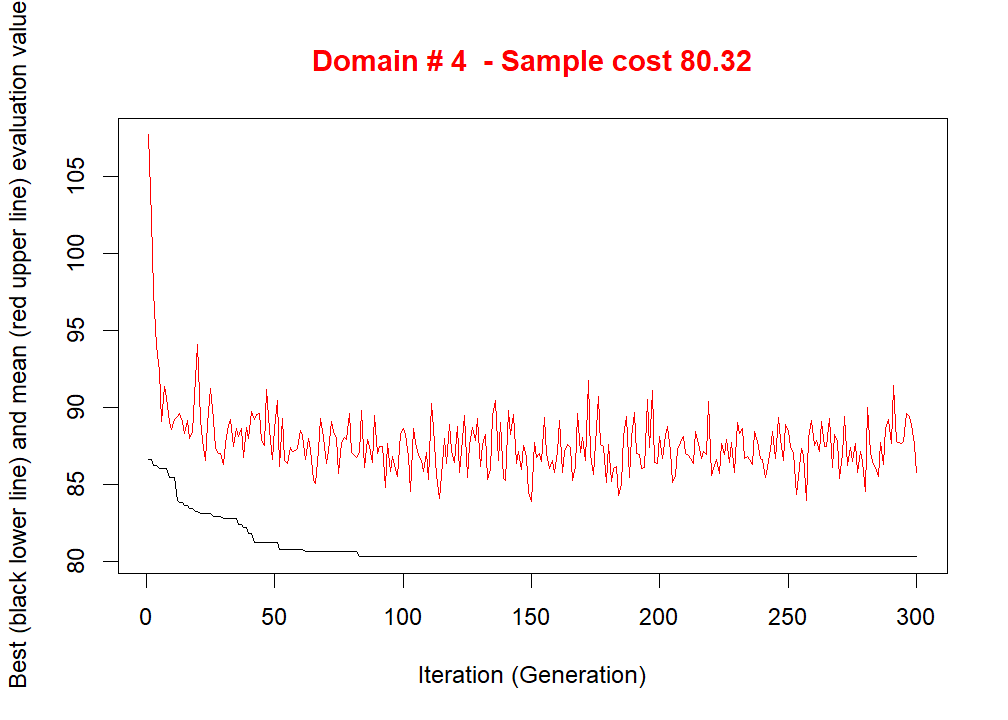 Domain # 4  - Sample cost 80.32
Best (black lower line) and mean (red upper line) evaluation value
105
100
95
90
85
80
0 50 100 150 200 250 300
Iteration (Generation)